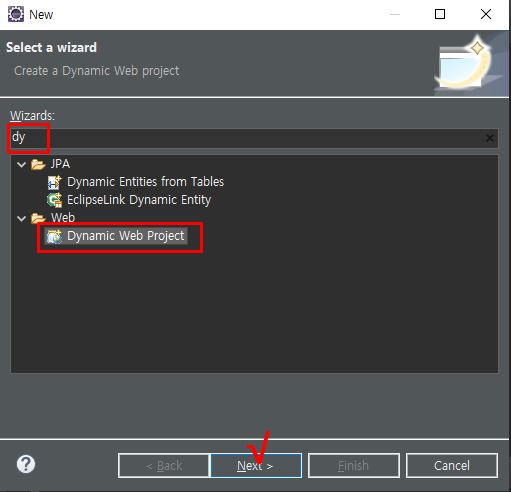 New
Select a wizard
Create a Dynamic Web project
Wizards:
dy
JPA
Dynamic Entities from Tables
EclipseLink Dynamic Entity
Web
Dynamic Web Project
< Back
Next >
Finish
Cancel